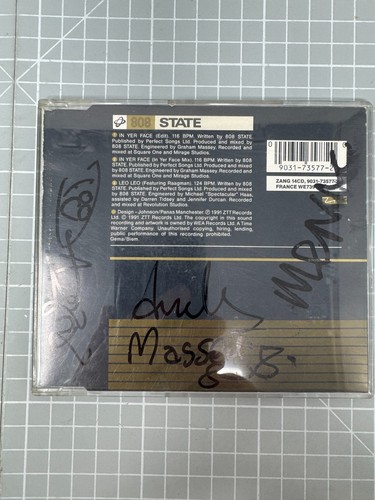 808 STATE
IN YER FACE (Edit). 116 BPM. Written by 808 STATE.
Published by Perfect Songs Ltd. Produced and mixed by
808 STATE. Engineered by Graham Massey. Recorded and
mixed at Square One and Mirage Studios.
IN YER FACE (In Yer Face Mix). 116 BPM. Written by 808
STATE. Published by Perfect Songs Ltd. Produced and mixed
by 808 STATE. Engineered by Graham Massey. Recorded and
mixed at Square One and Mirage Studios.
LEO LEO (Featuring Raagman). 124 BPM. Written by 808
STATE. Published by Perfect Songs Ltd. Produced and mixed
by 808 STATE. Engineered by Michael "Spectacular" Haas
assisted by Darren Tidsey and Jennifer Duncan. Recorded
and mixed at Revolution Studios.
Design – Johnson/Panas Manchester. ℗ 1991 ZTT Records
Ltd. © 1991 ZTT Records Ltd. The copyright in this sound
recording and artwork is owned by WEA Records Ltd. A Time
Warner Company. Unauthorised copying, hiring, lending,
public performance of this recording prohibited.
Gema/Biem.
0
9031-73577-2
ZANG 14CD, 9031-73577-
FRANCE WE
Andy
Massey